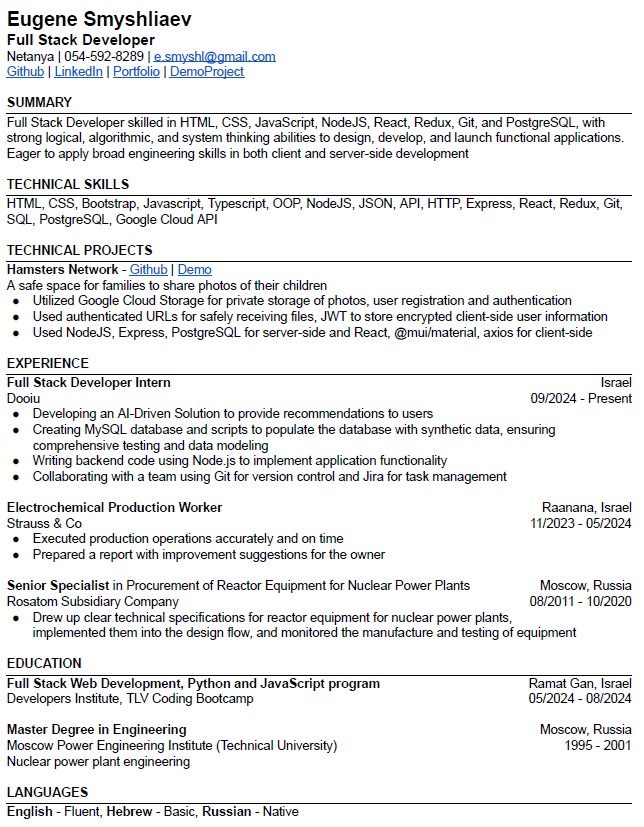 Eugene Smyshliaev
Full Stack Developer
Netanya | 054-592-8289 | e.smyshl@gmail.com
Github | LinkedIn | Portfolio | DemoProject
SUMMARY
Full Stack Developer skilled in HTML, CSS, JavaScript, NodeJS, React, Redux, Git, and PostgreSQL, with
strong logical, algorithmic, and system thinking abilities to design, develop, and launch functional applications.
Eager to apply broad engineering skills in both client and server-side development
TECHNICAL SKILLS
HTML, CSS, Bootstrap, Javascript, Typescript, OOP, NodeJS, JSON, API, HTTP, Express, React, Redux, Git,
SQL, PostgreSQL, Google Cloud API
TECHNICAL PROJECTS
Hamsters Network - Github | Demo
A safe space for families to share photos of their children
● Utilized Google Cloud Storage for private storage of photos, user registration and authentication
● Used authenticated URLs for safely receiving files, JWT to store encrypted client-side user information
● Used NodeJS, Express, PostgreSQL for server-side and React, @mui/material, axios for client-side
EXPERIENCE
Full Stack Developer Intern Israel
Dooiu 09/2024 - Present
● Developing an AI-Driven Solution to provide recommendations to users
● Creating MySQL database and scripts to populate the database with synthetic data, ensuring
comprehensive testing and data modeling
● Writing backend code using Node.js to implement application functionality
● Collaborating with a team using Git for version control and Jira for task management
Electrochemical Production Worker Raanana, Israel
Strauss & Co 11/2023 - 05/2024
● Executed production operations accurately and on time
● Prepared a report with improvement suggestions for the owner
Senior Specialist in Procurement of Reactor Equipment for Nuclear Power Plants Moscow, Russia
Rosatom Subsidiary Company 08/2011 - 10/2020
● Drew up clear technical specifications for reactor equipment for nuclear power plants,
implemented them into the design flow, and monitored the manufacture and testing of equipment
EDUCATION
Full Stack Web Development, Python and JavaScript program Ramat Gan, Israel
Developers Institute, TLV Coding Bootcamp 05/2024 - 08/2024
Master Degree in Engineering Moscow, Russia
Moscow Power Engineering Institute (Technical University) 1995 - 2001
Nuclear power plant engineering
LANGUAGES
English - Fluent, Hebrew - Basic, Russian - Native